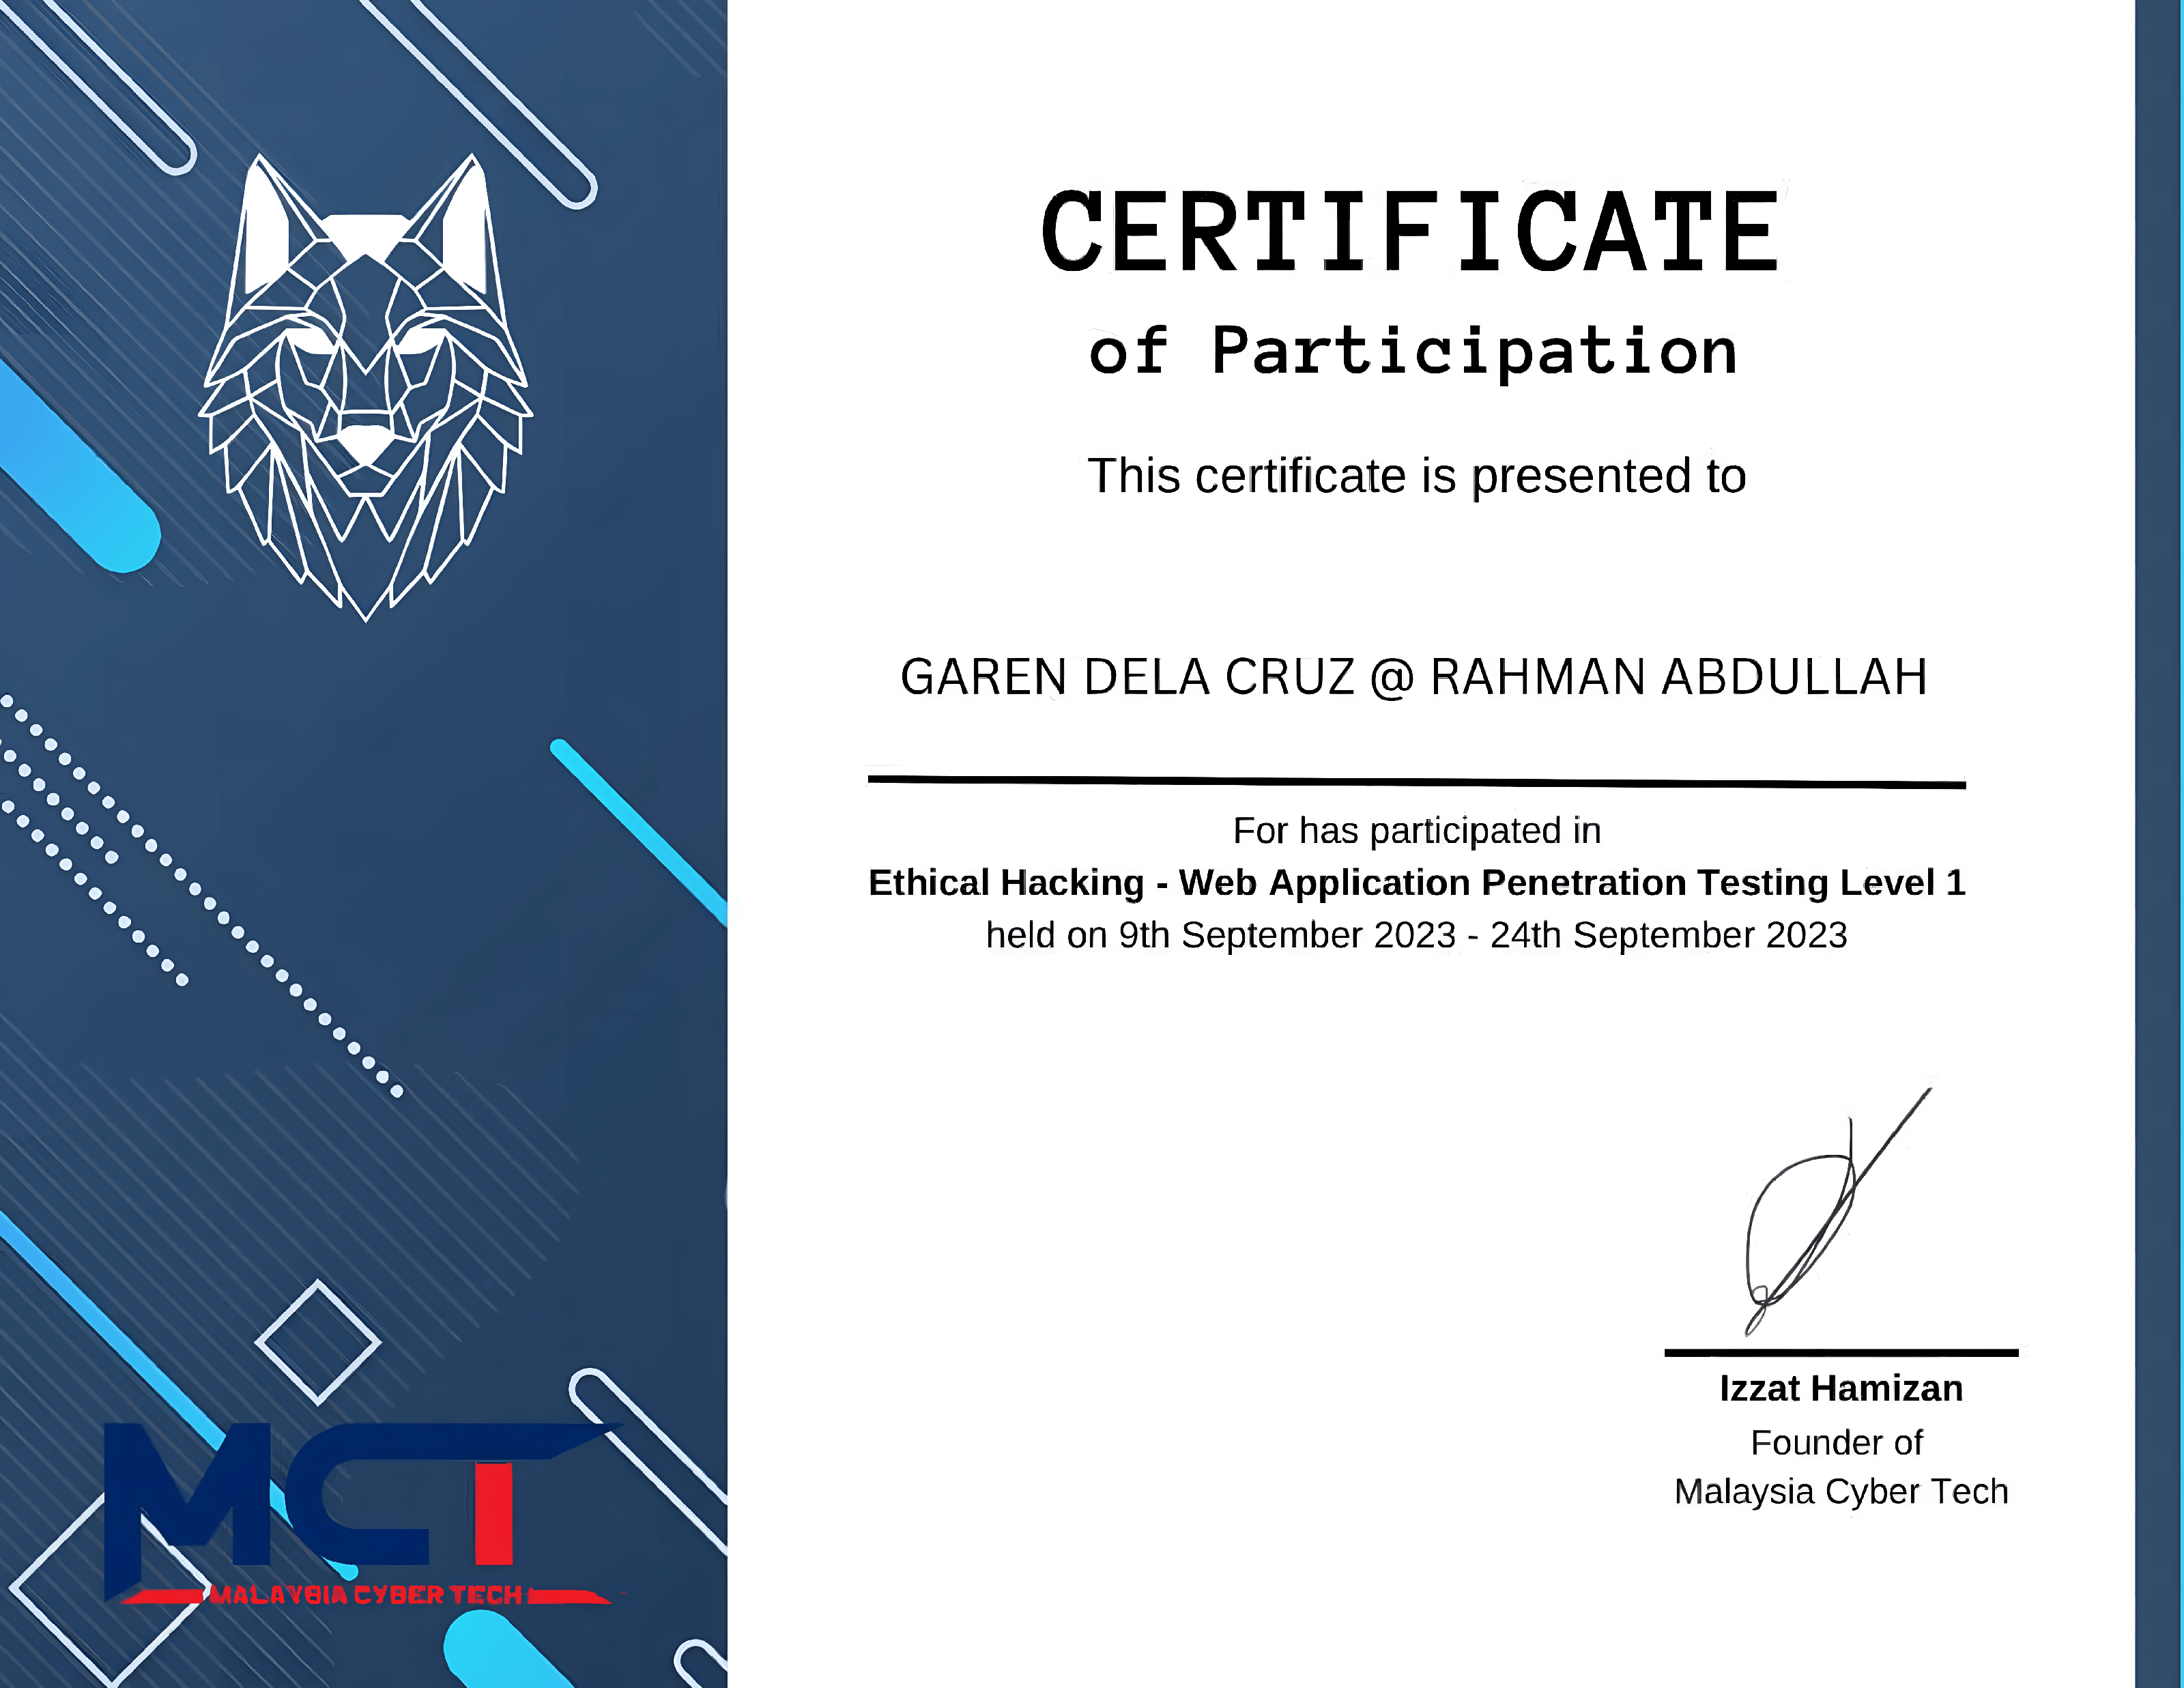 CERTIFICATE
of Participation
This certificate is presented to
GAREN DELA CRUZ @ RAHMAN ABDULLAH
For has participated in
Ethical Hacking - Web Application Penetration Testing Level 1
held on 9th September 2023 - 24th September 2023
Izzat Hamizan
Founder of
Malaysia Cyber Tech
MCT
MALAYSIA CYBER TECH